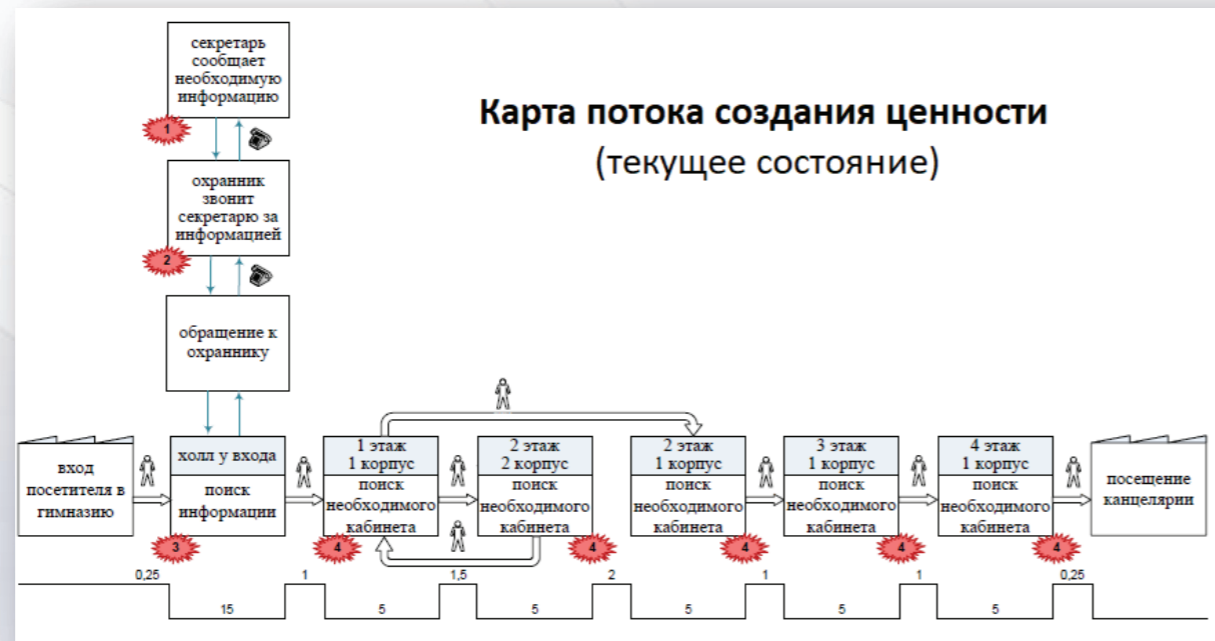 секретарь
сообщает
необходимую
информацию
1
Карта потока создания ценности
(текущее состояние)
охранник
звонит
секретарю за
информацией
2
обращение к
охраннику
вход
посетителя в
гимназию
холл у входа
поиск
информации
3
1 этаж
1 корпус
поиск
необходимого
кабинета
4
2 этаж
2 корпус
поиск
необходимого
кабинета
4
2 этаж
1 корпус
поиск
необходимого
кабинета
4
3 этаж
1 корпус
поиск
необходимого
кабинета
4
4 этаж
1 корпус
поиск
необходимого
кабинета
4
посещение
канцелярии
0,25 1 1,5 2 1 1 0,25
15 5 5 5 5 5